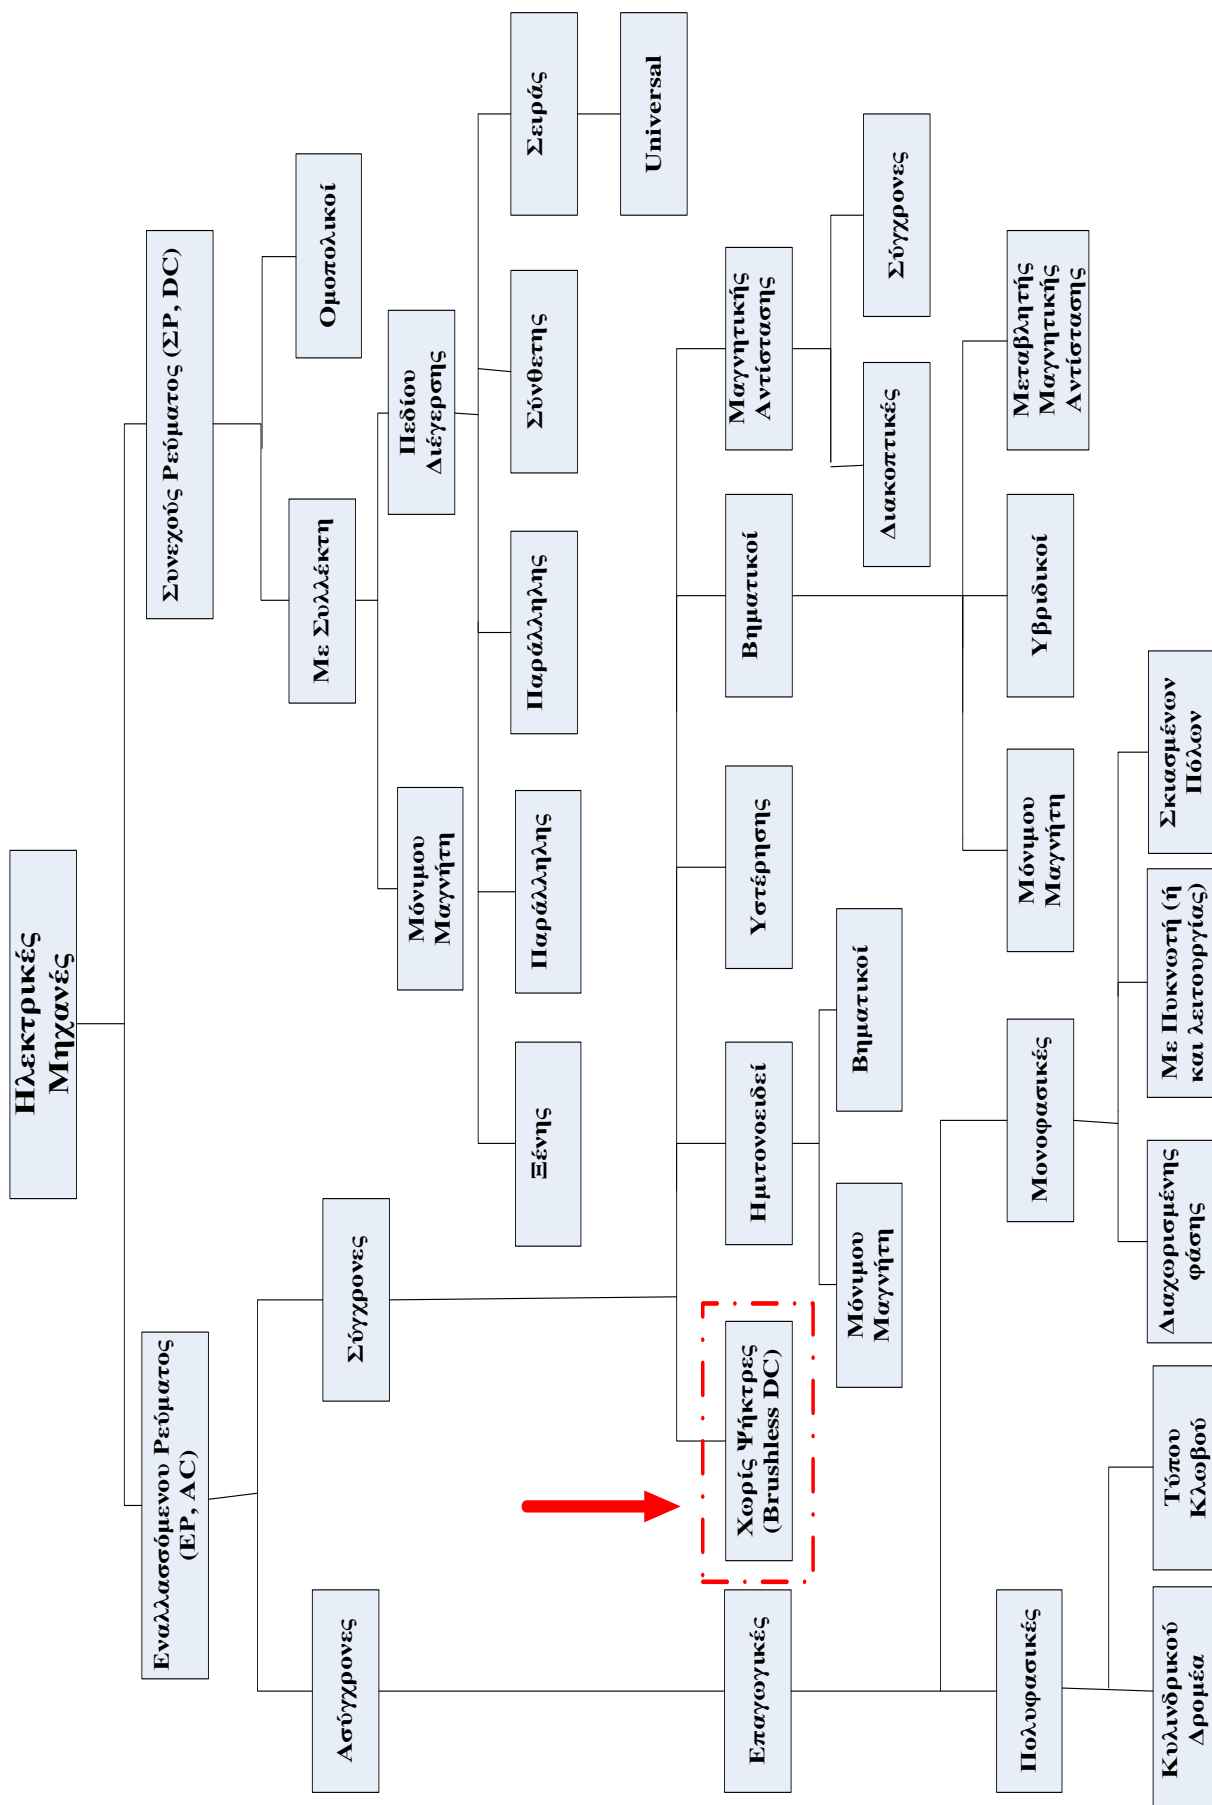 Ηλεκτρικές
Μηχανές
Εναλλασσόμενου Ρεύματος
(ΕΡ, AC)
Συνεχούς Ρεύματος (ΣΡ, DC)
Ασύγχρονες
Σύγχρονες
Με Συλλέκτη
Ομοπολικοί
Μόνιμου
Μαγνήτη
Πεδίου
Διέγερσης
Ξένης
Παράλληλης
Παράλληλης
Σύνθετης
Σειράς
Universal
Επαγωγικές
Χωρίς Ψήκτρες
(Brushless DC)
Ημιτονοειδεί
Υστέρησης
Βηματικοί
Μαγνητικής
Αντίστασης
Μόνιμου
Μαγνήτη
Βηματικοί
Διακοπτικές
Σύγχρονες
Πολυφασικές
Μονοφασικές
Μόνιμου
Μαγνήτη
Υβριδικοί
Μεταβλητής
Μαγνητικής
Αντίστασης
Κυλινδρικού
Δρομέα
Τύπου
Κλωβού
Διαχωρισμένης
φάσης
Με Πυκνωτή (ή
και λειτουργίας)
Σκιασμένων
Πόλων